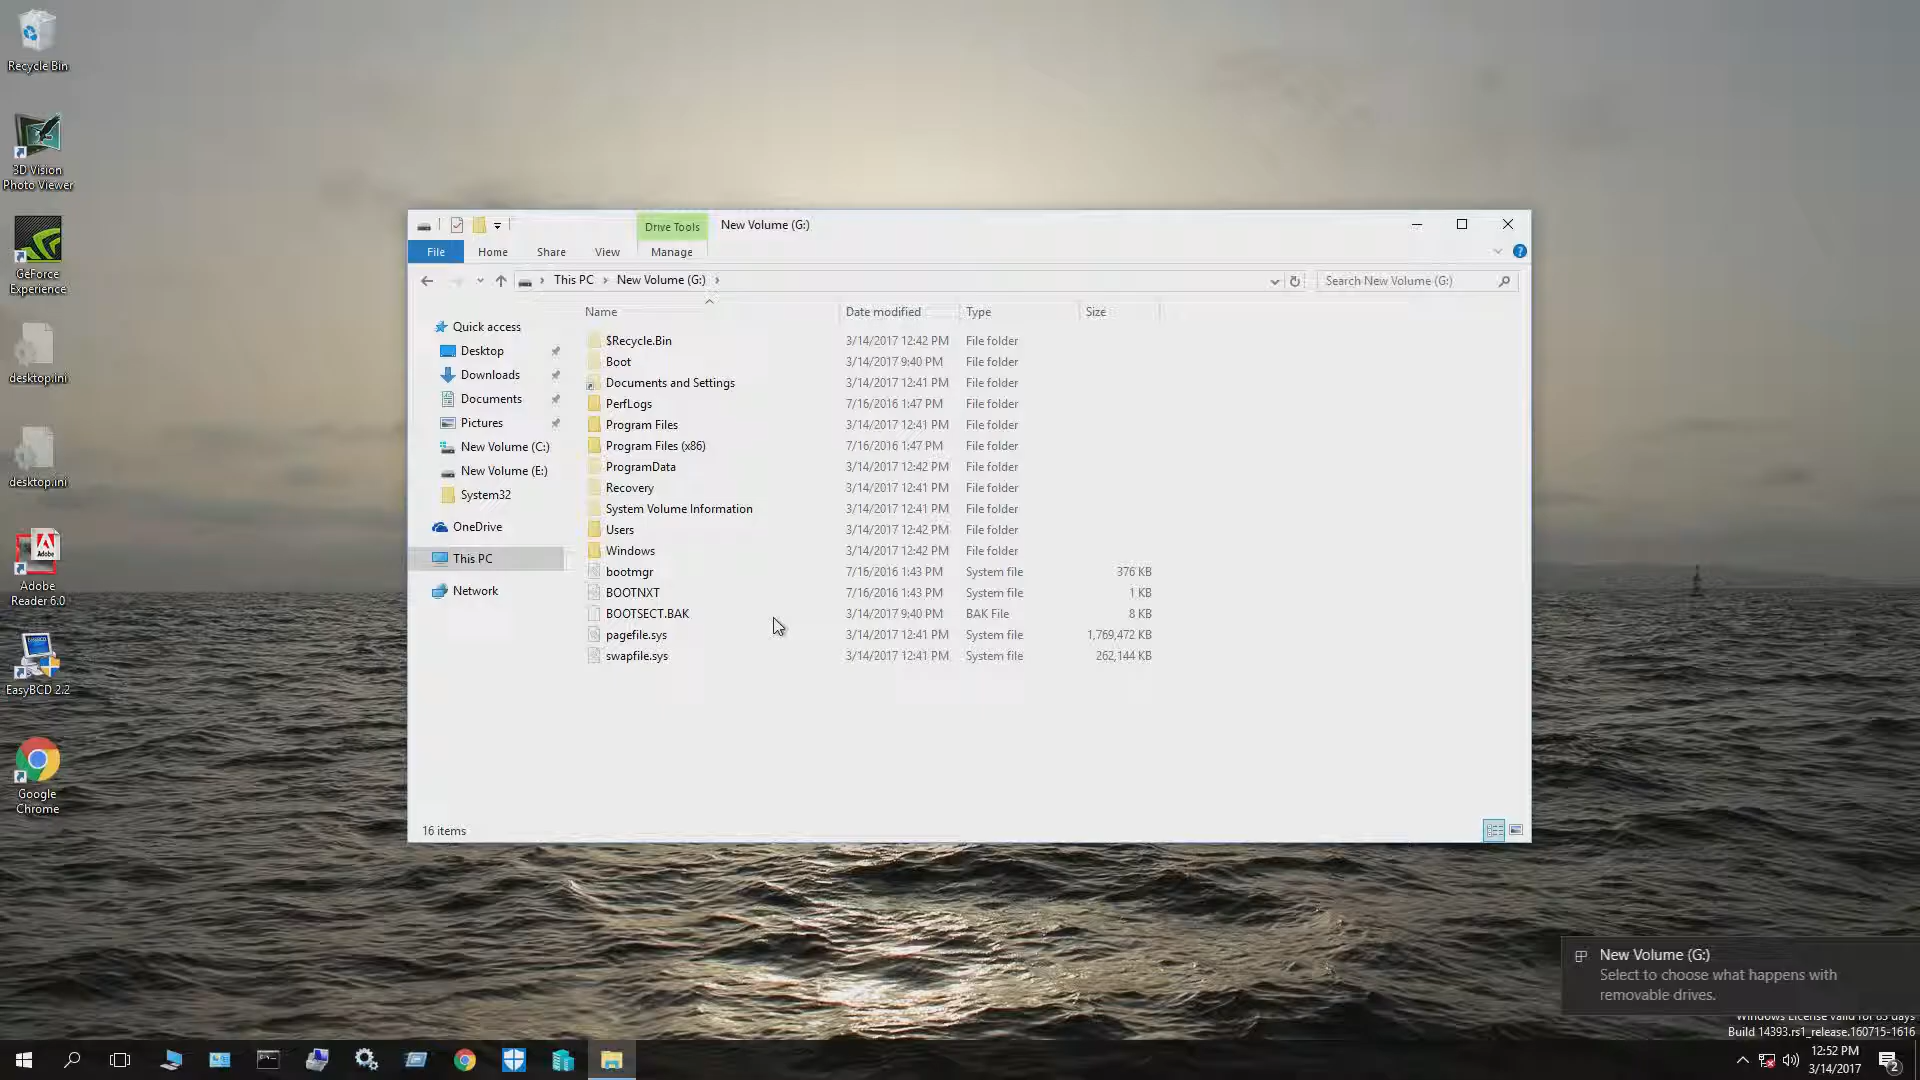 Recycle Bin
3D Vision
Photo Viewer
GeForce
Experience
desktop.ini
desktop.ini
Adobe
Adobe
Reader 6.0
EasyBCD 2.2
Google
Chrome
Drive Tools
New Volume (G:)
File
Home
Share
View
Manage
This PC
New Volume (G:)
Search New Volume (G:)
Name
Date modified
Type
Size
Quick access
Desktop
Downloads
Documents
Pictures
New Volume (C:)
New Volume (E:)
System32
OneDrive
This PC
Network
$Recycle.Bin 3/14/2017 12:42 PM File folder
Boot 3/14/2017 9:40 PM File folder
Documents and Settings 3/14/2017 12:41 PM File folder
PerfLogs 7/16/2016 1:47 PM File folder
Program Files 3/14/2017 12:41 PM File folder
Program Files (x86) 7/16/2016 1:47 PM File folder
ProgramData 3/14/2017 12:42 PM File folder
Recovery 3/14/2017 12:41 PM File folder
System Volume Information 3/14/2017 12:41 PM File folder
Users 3/14/2017 12:42 PM File folder
Windows 3/14/2017 12:42 PM File folder
bootmgr 7/16/2016 1:43 PM System file 376 KB
BOOTNXT 7/16/2016 1:43 PM System file 1 KB
BOOTSECT.BAK 3/14/2017 9:40 PM BAK File 8 KB
pagefile.sys 3/14/2017 12:41 PM System file 1,769,472 KB
swapfile.sys 3/14/2017 12:41 PM System file 262,144 KB
16 items
New Volume (G:)
Select to choose what happens with
removable drives.
Windows License valid for 83 days
Build 14393.rs1_release.160715-1616
12:52 PM
3/14/2017
2